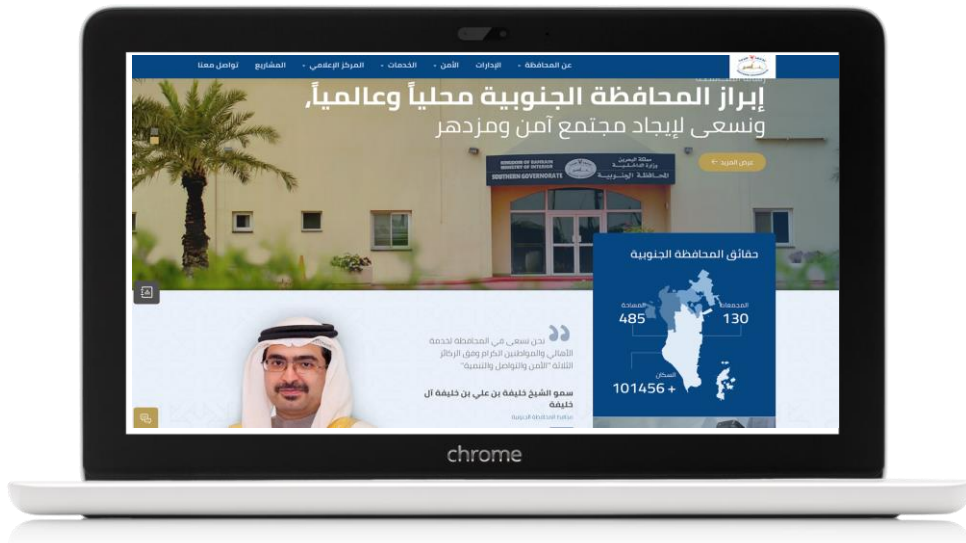 عن المحافظة
الإدارات
الأمن
الخدمات
المركز الإعلامي
المشاريع
تواصل معنا
إبراز المحافظة الجنوبية محلياً وعالمياً،
ونسعى لإيجاد مجتمع آمن ومزدهر
عرض المزيد
KINGDOM OF BAHRAIN
MINISTRY OF INTERIOR
SOUTHERN GOVERNORATE
مملكة البحرين
وزارة الداخلية
المحافظة الجنوبية
حقائق المحافظة الجنوبية
المجمعات
130
المساحة
485
السكان
101456 +
نحن نسعى في المحافظة لخدمة
الأهالي والمواطنين الكرام وفق الركائز
الثلاثة "الأمن والتواصل والتنمية"
سمو الشيخ خليفة بن علي بن خليفة آل
خليفة
محافظ المحافظة الجنوبية
chrome